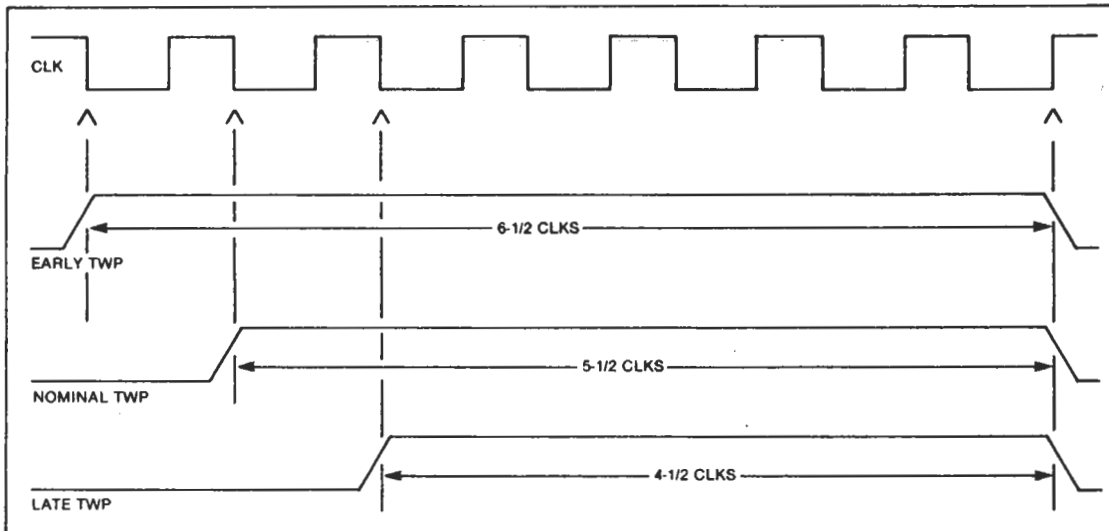 CLK
6-1/2 CLKS
EARLY TWP
5-1/2 CLKS
NOMINAL TWP
4-1/2 CLKS
LATE TWP